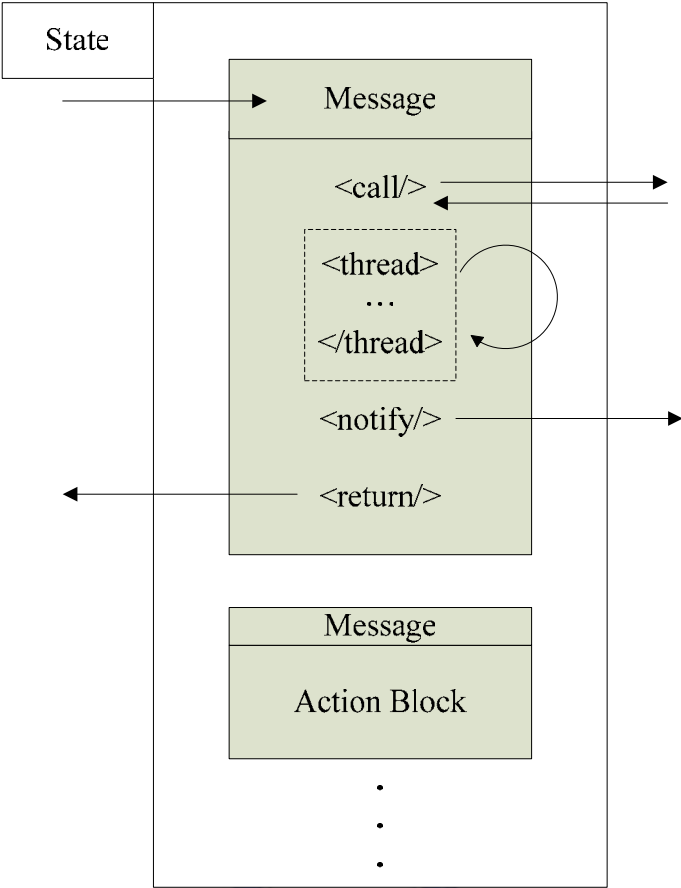 State
Message
<call/>
<thread>
...
</thread>
<notify/>
<return/>
Message
Action Block